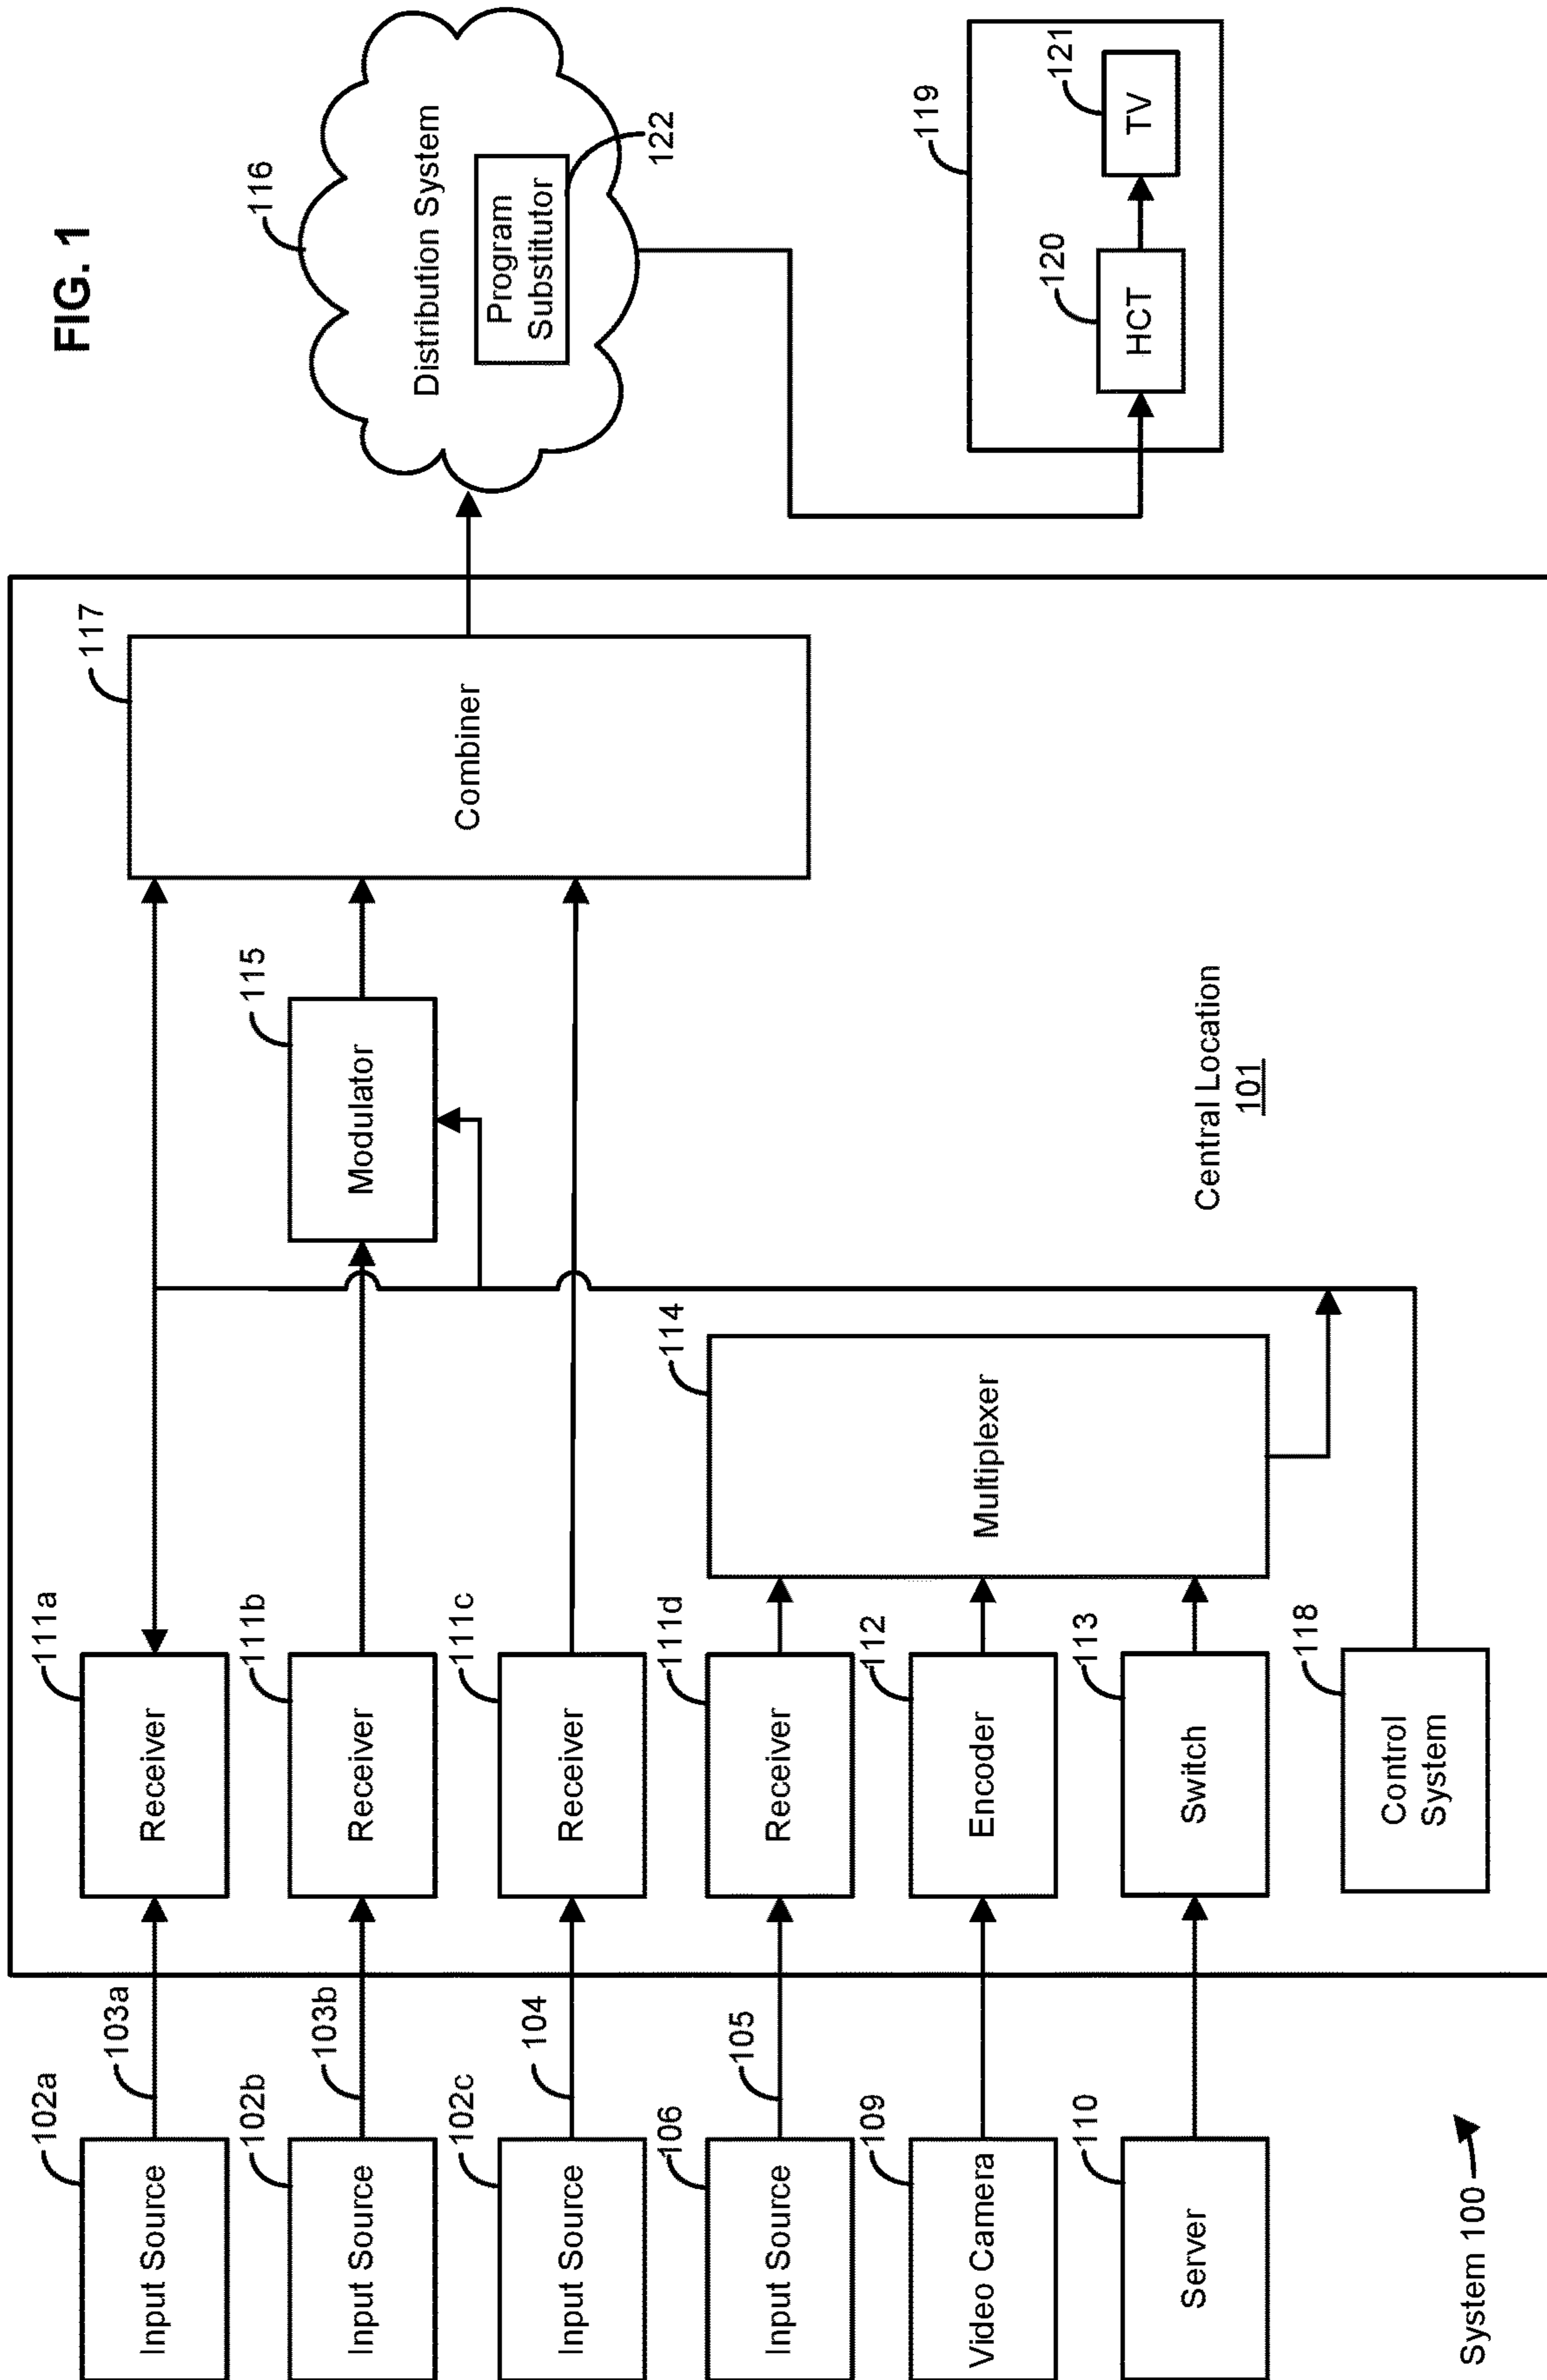 FIG. 1
102a
Input Source
103a
111a
Receiver
102b
Input Source
103b
111b
Receiver
115
Modulator
102c
Input Source
104
111c
Receiver
106
Input Source
105
111d
Receiver
109
Video Camera
112
Encoder
110
Server
113
Switch
118
Control
System
114
Multiplexer
117
Combiner
Central Location
101
116
Distribution System
Program
Substitutor
122
119
120
HCT
121
TV
System 100